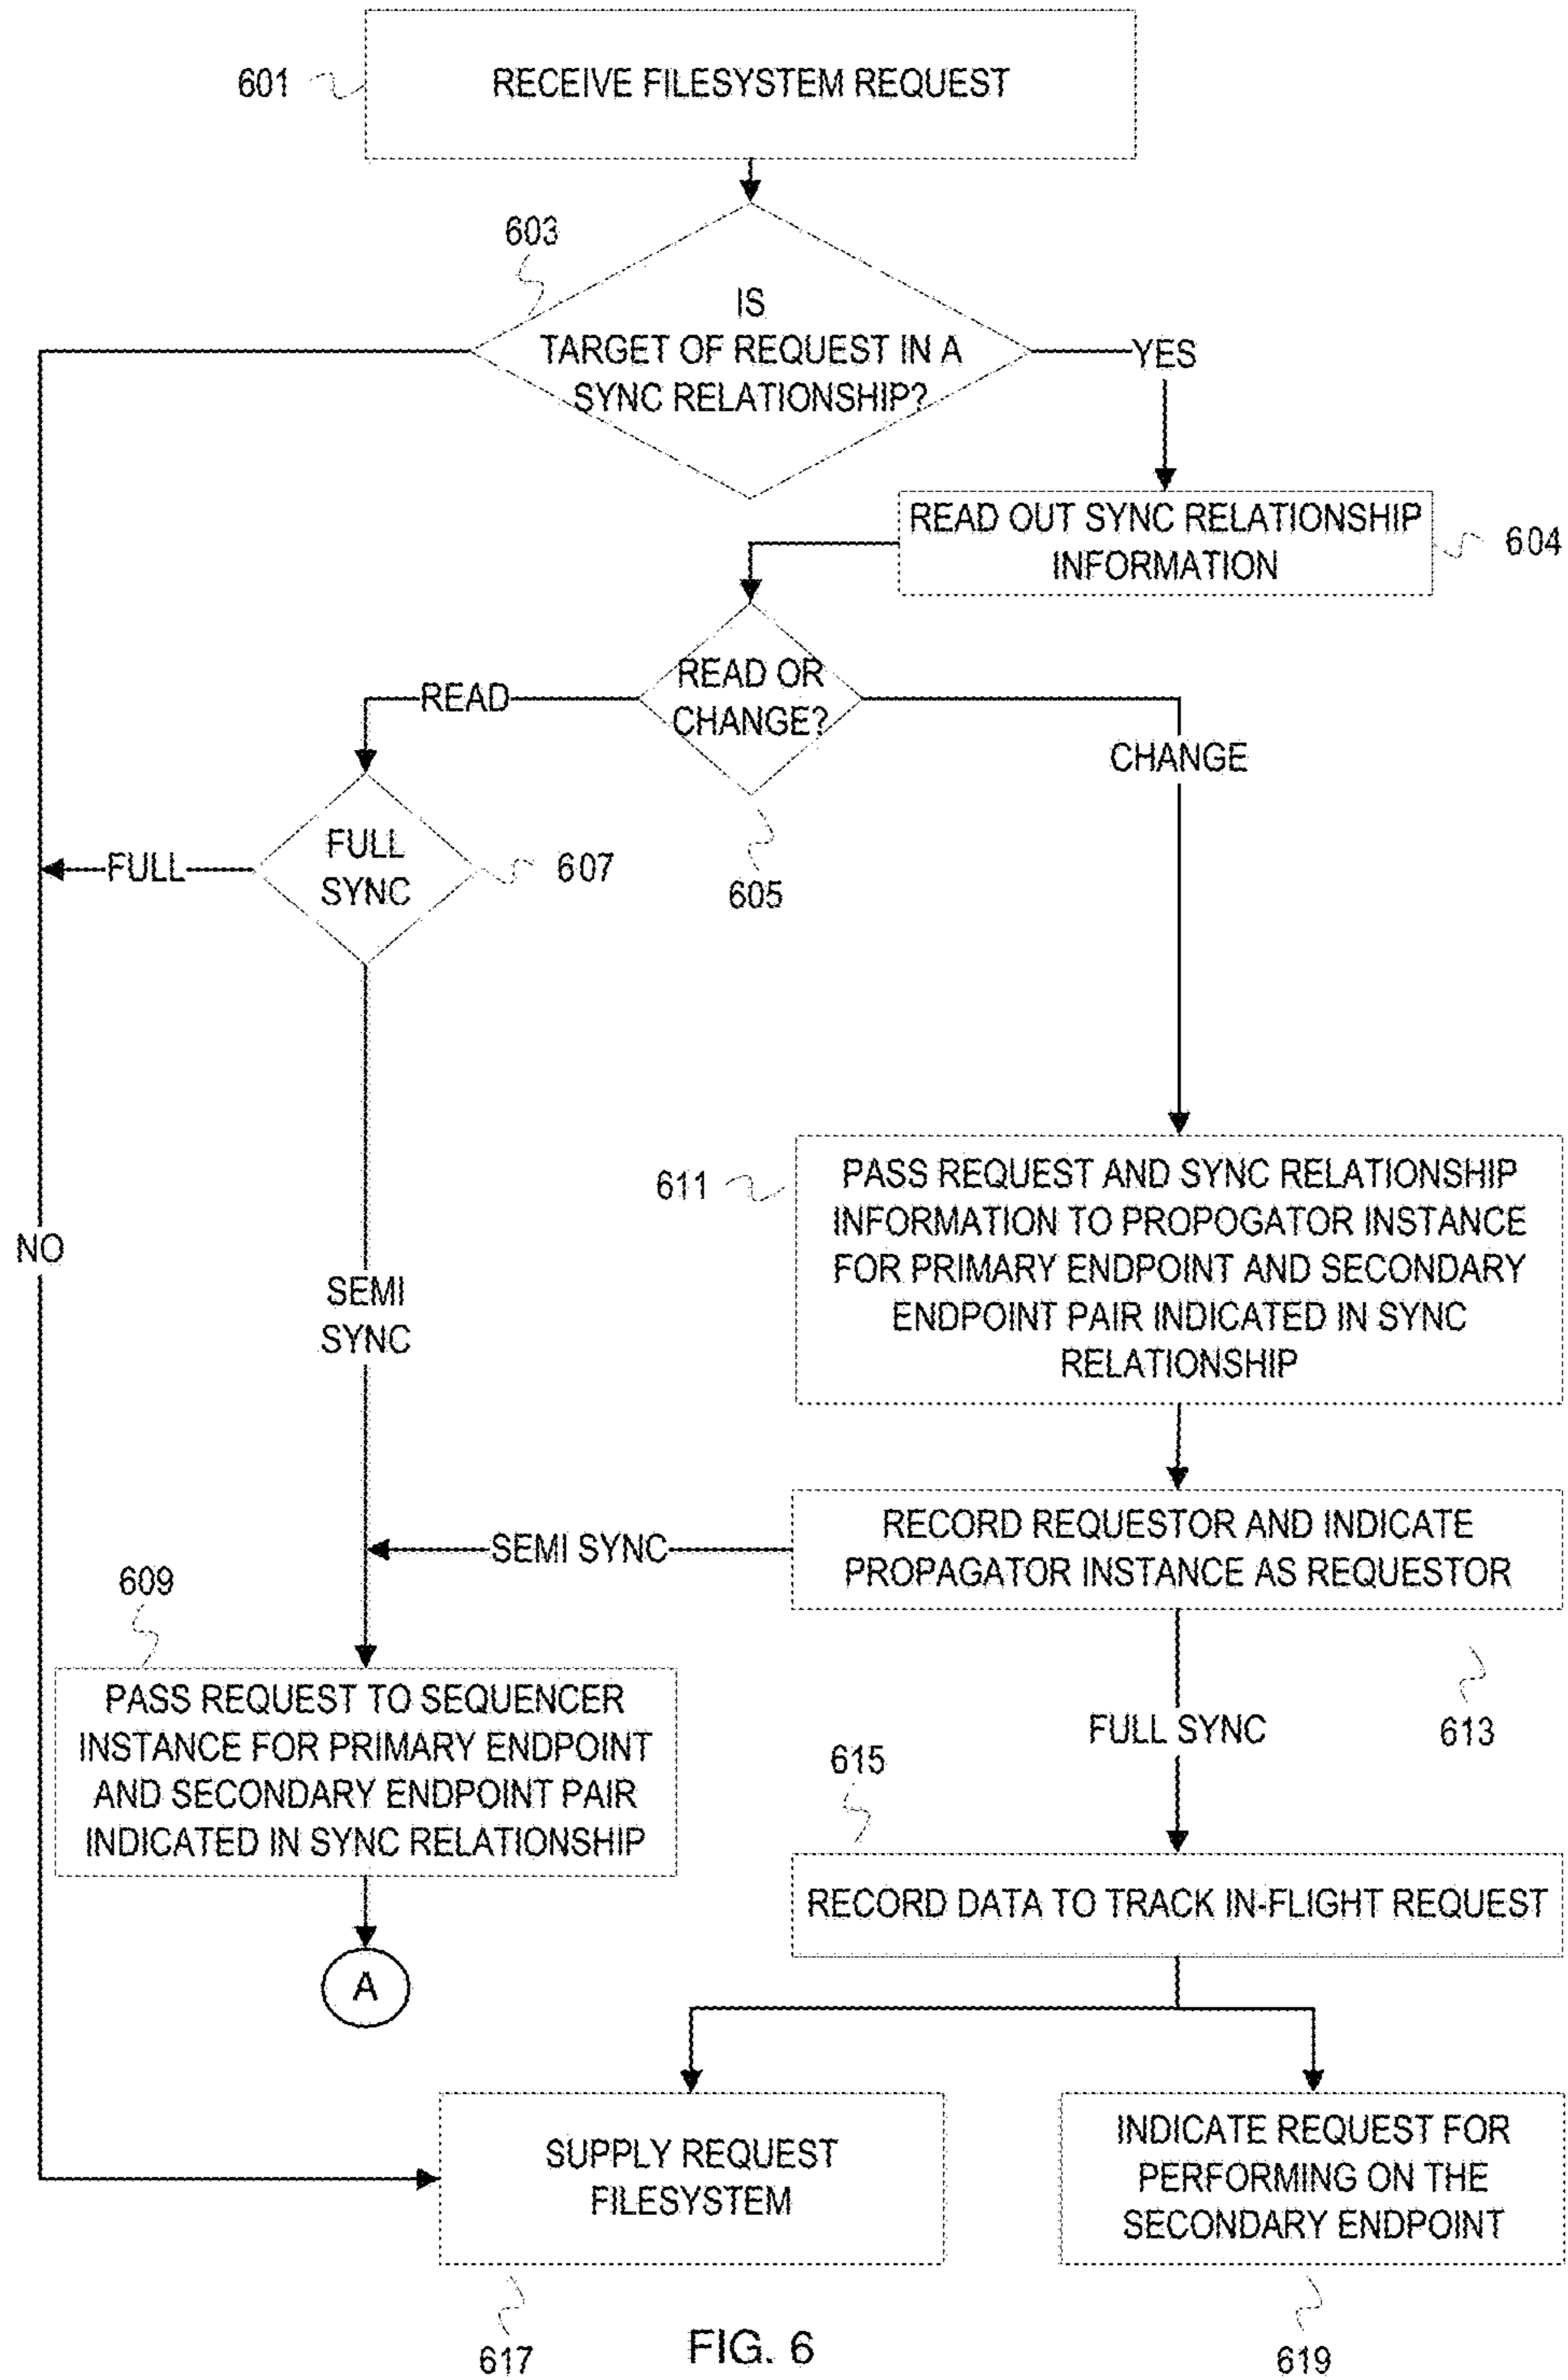 601
RECEIVE FILESYSTEM REQUEST
603
IS
TARGET OF REQUEST IN A
SYNC RELATIONSHIP?
YES
READ OUT SYNC RELATIONSHIP
INFORMATION
604
READ OR
CHANGE?
READ
CHANGE
605
FULL
SYNC
FULL
607
611
PASS REQUEST AND SYNC RELATIONSHIP
INFORMATION TO PROPOGATOR INSTANCE
FOR PRIMARY ENDPOINT AND SECONDARY
ENDPOINT PAIR INDICATED IN SYNC
RELATIONSHIP
NO
SEMI
SYNC
RECORD REQUESTOR AND INDICATE
PROPAGATOR INSTANCE AS REQUESTOR
SEMI SYNC
609
PASS REQUEST TO SEQUENCER
INSTANCE FOR PRIMARY ENDPOINT
AND SECONDARY ENDPOINT PAIR
INDICATED IN SYNC RELATIONSHIP
FULL SYNC
613
615
RECORD DATA TO TRACK IN-FLIGHT REQUEST
A
SUPPLY REQUEST
FILESYSTEM
INDICATE REQUEST FOR
PERFORMING ON THE
SECONDARY ENDPOINT
617
FIG. 6
619